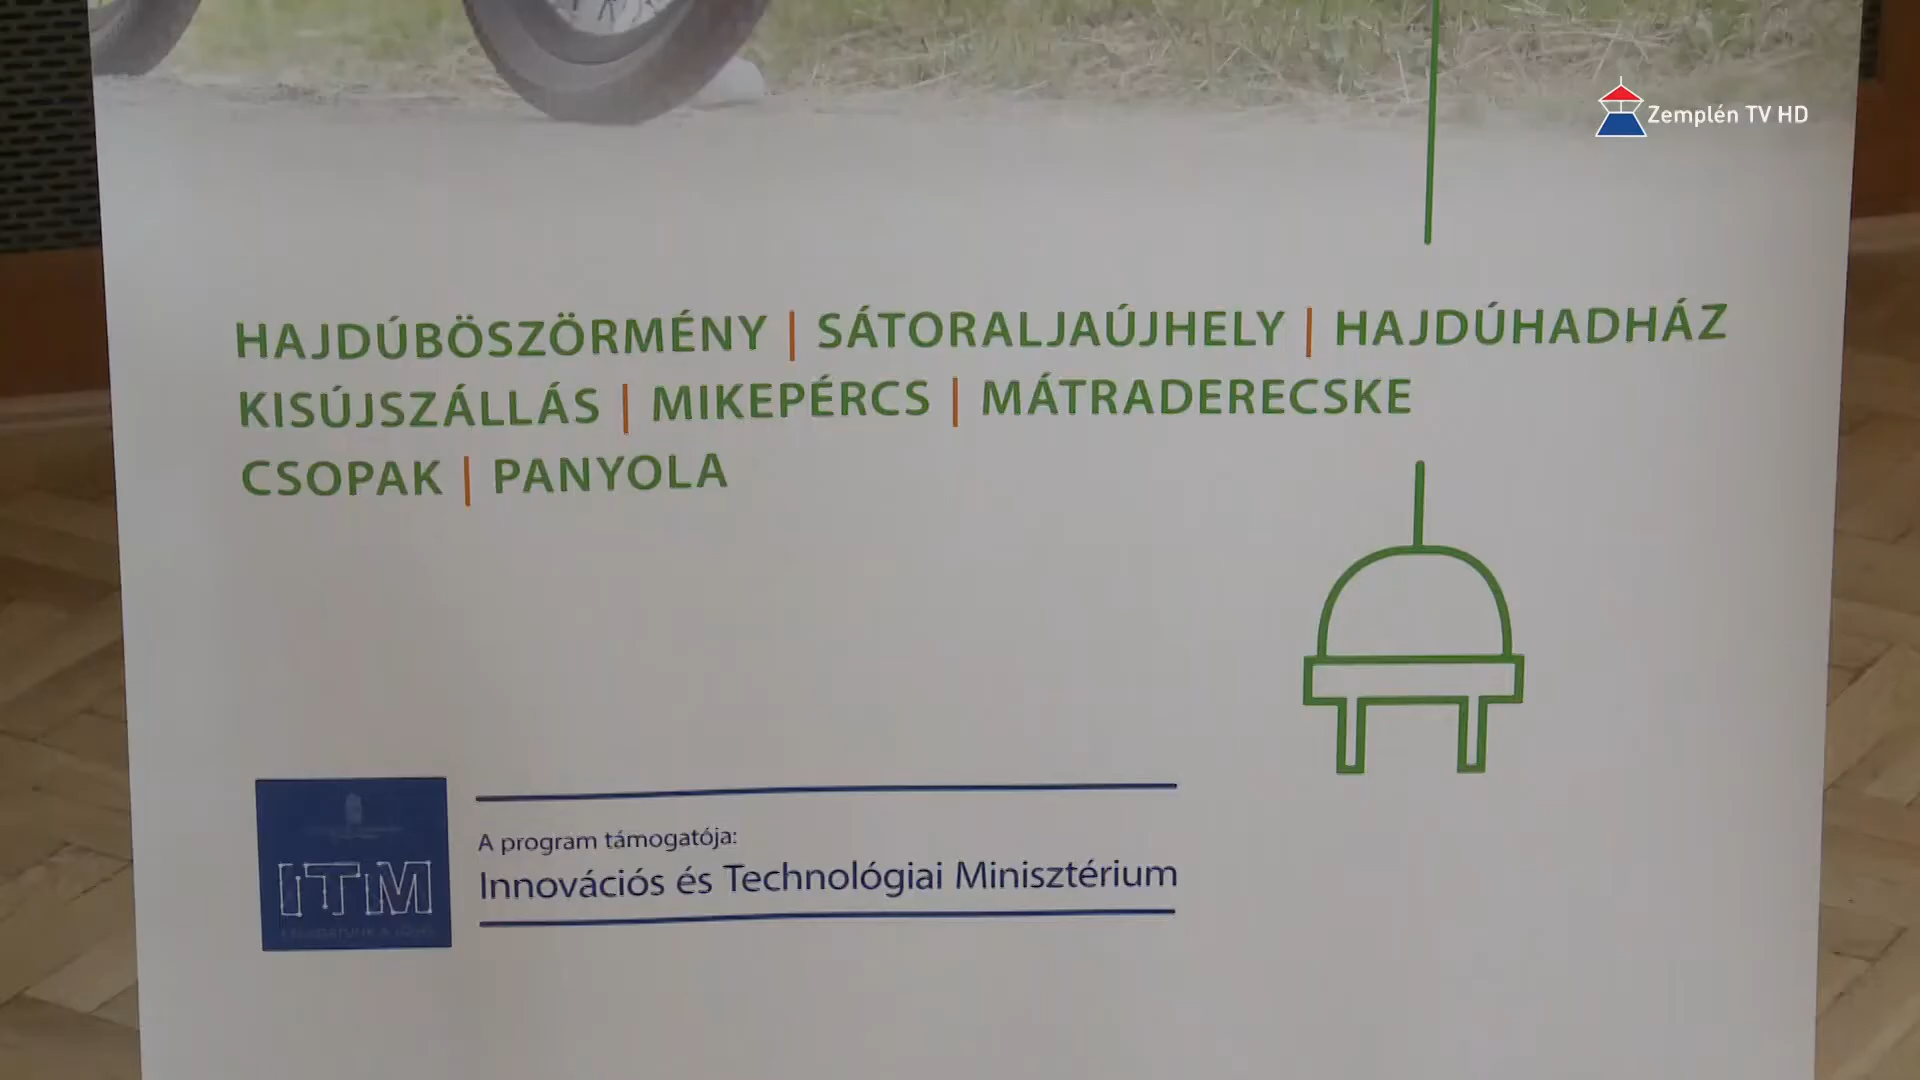 Zemplén TV HD
HAJDÚBÖSZÖRMÉNY | SÁTORALJAÚJHELY | HAJDÚHADHÁZ
KISÚJSZÁLLÁS | MIKEPÉRCS | MÁTRADERECSKE
CSOPAK | PANYOLA
A program támogatója:
Innovációs és Technológiai Minisztérium
ITM